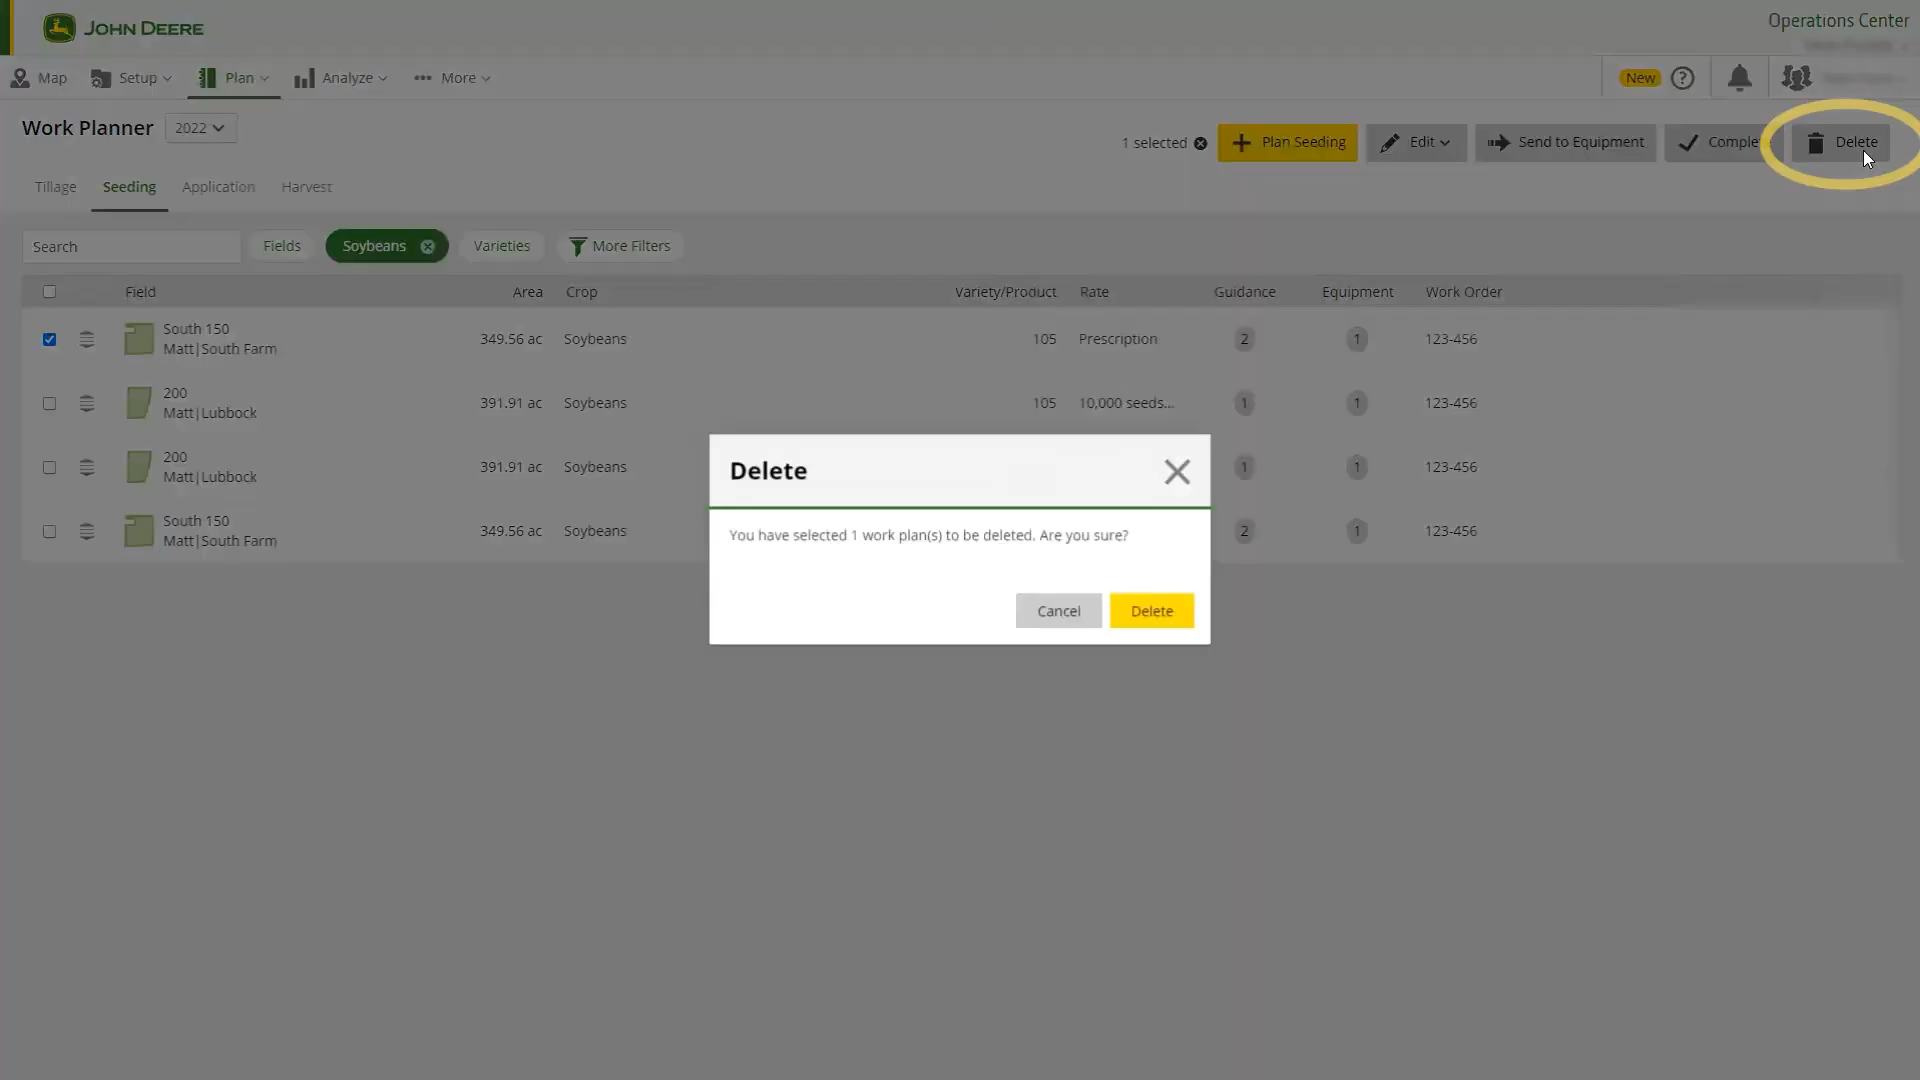 JOHN DEERE
Operations Center
Map Setup Plan Analyze ••• More New ?
Work Planner 2022
1 selected + Plan Seeding Edit Send to Equipment Delete
Tillage Seeding Application Harvest
Search Fields Soybeans Varieties More Filters
Field Area Crop Variety/Product Rate Guidance Equipment Work Order
South 150
Matt|South Farm 349.56 ac Soybeans 105 Prescription 2 1 123-456
200
Matt|Lubbock 391.91 ac Soybeans 105 10,000 seeds... 1 1 123-456
200
Matt|Lubbock 391.91 ac Soybeans 1 1 123-456
South 150
Matt|South Farm 349.56 ac Soybeans 2 1 123-456
Delete
You have selected 1 work plan(s) to be deleted. Are you sure?
Cancel Delete